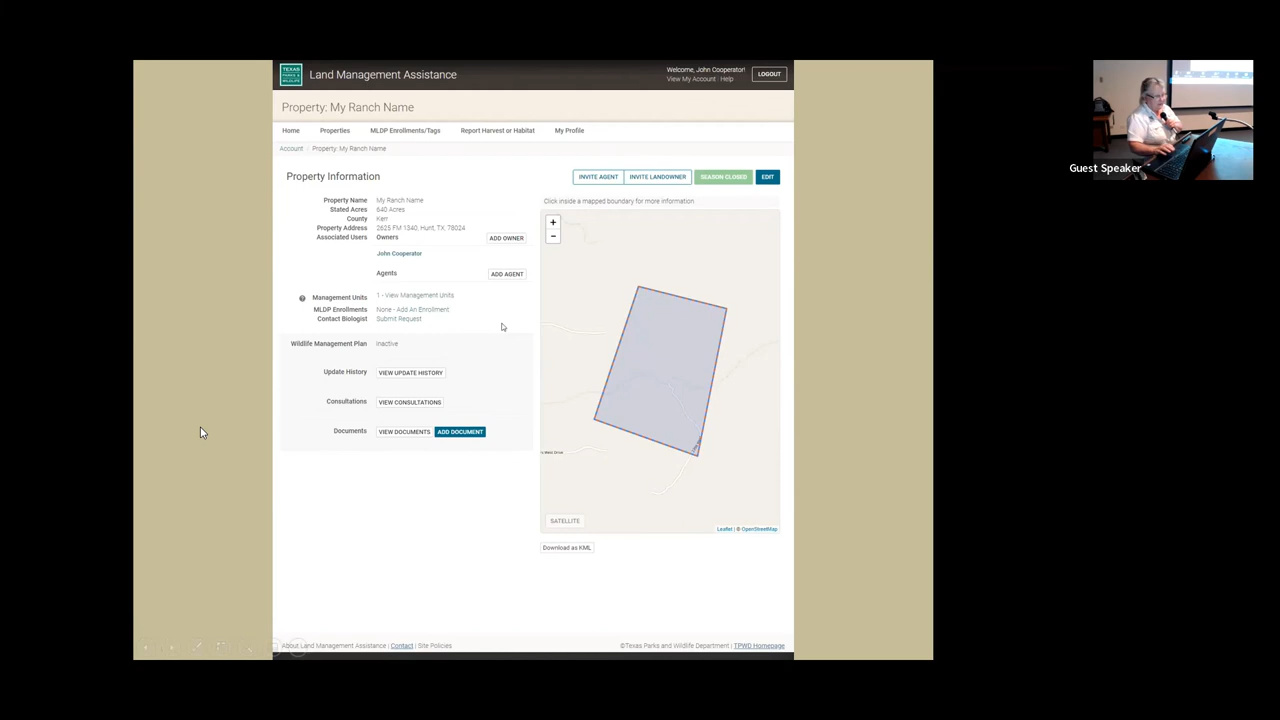 TEXAS
PARKS &
WILDLIFE
Land Management Assistance
Welcome, John Cooperator!
View My Account Help
LOGOUT
Property: My Ranch Name
Home Properties MLDP Enrollments/Tags Report Harvest or Habitat My Profile
Account / Property: My Ranch Name
Property Information
INVITE AGENT INVITE LANDOWNER SEASON CLOSED EDIT
Property Name My Ranch Name
Stated Acres 640 Acres
County Kerr
Property Address 2625 FM 1340, Hunt, TX, 78024
Associated Users Owners ADD OWNER
John Cooperator
Agents ADD AGENT
Management Units 1 - View Management Units
MLDP Enrollments None - Add An Enrollment
Contact Biologist Submit Request
Wildlife Management Plan Inactive
Update History VIEW UPDATE HISTORY
Consultations VIEW CONSULTATIONS
Documents VIEW DOCUMENTS ADD DOCUMENT
Click inside a mapped boundary for more information
+
−
SATELLITE
Leaflet | © OpenStreetMap
Download as KML
About Land Management Assistance | Contact | Site Policies
©Texas Parks and Wildlife Department | TPWD Homepage
Guest Speaker